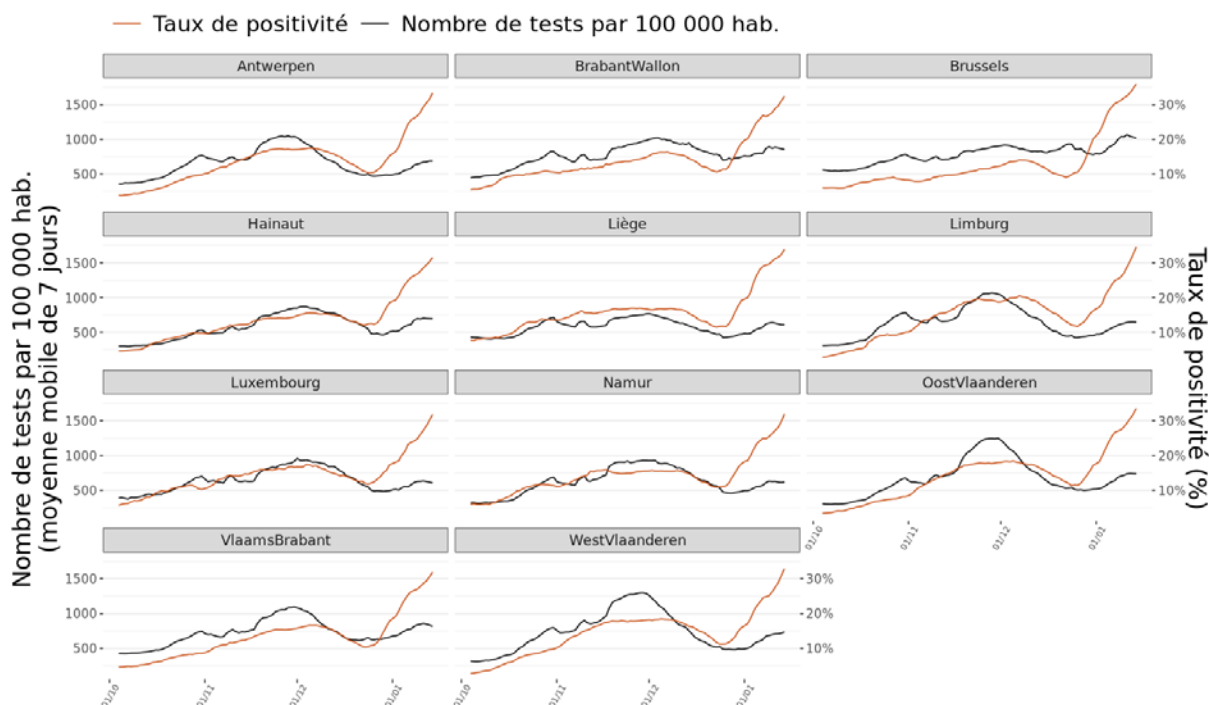 Taux de positivité Nombre de tests par 100 000 hab.
Antwerpen BrabantWallon Brussels
1500 30%
1000 20%
500 10%
Hainaut Liège Limburg
1500 30%
1000 20%
500 10%
Luxembourg Namur OostVlaanderen
1500 30%
1000 20%
500 10%
01/10 01/11 01/12 01/01
VlaamsBrabant WestVlaanderen
1500 30%
1000 20%
500 10%
01/10 01/11 01/12 01/01 01/10 01/11 01/12 01/01
Nombre de tests par 100 000 hab.
(moyenne mobile de 7 jours)
Taux de positivité (%)